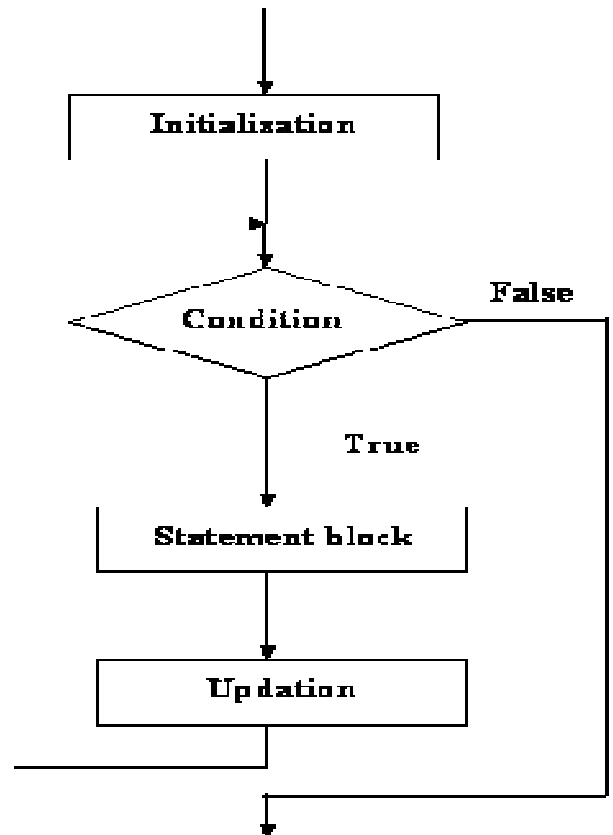 Initialization
Condition
False
True
Statement block
Updation